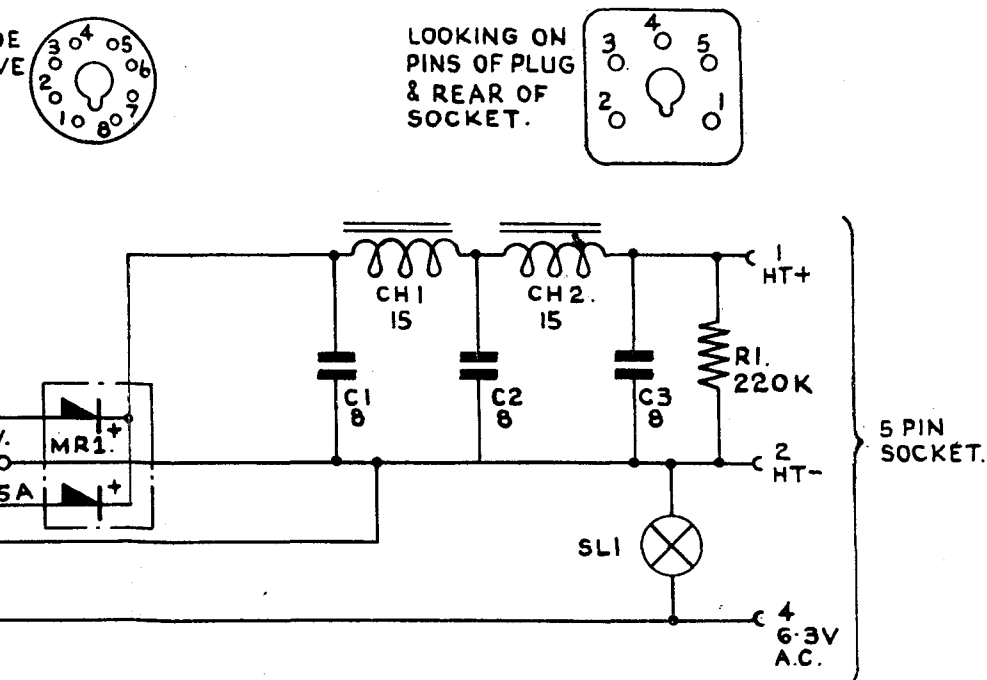 4
3
5
2
6
1
8
7
LOOKING ON
PINS OF PLUG
& REAR OF
SOCKET.
4
3
5
2
1
CH1
15
CH2.
15
1
HT+
C1
8
C2
8
C3
8
R1.
220K
MR1.
+
+
5A
2
HT-
5 PIN
SOCKET.
SL1
4
6·3V
A.C.